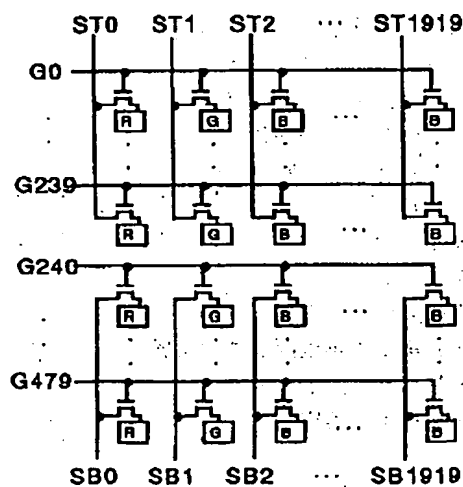 ST0 ST1 ST2 ... ST1919
G0
R G B ... B
G239
R G B B
G240
R G B ... B
G479
R G B ... B
SB0 SB1 SB2 ... SB1919